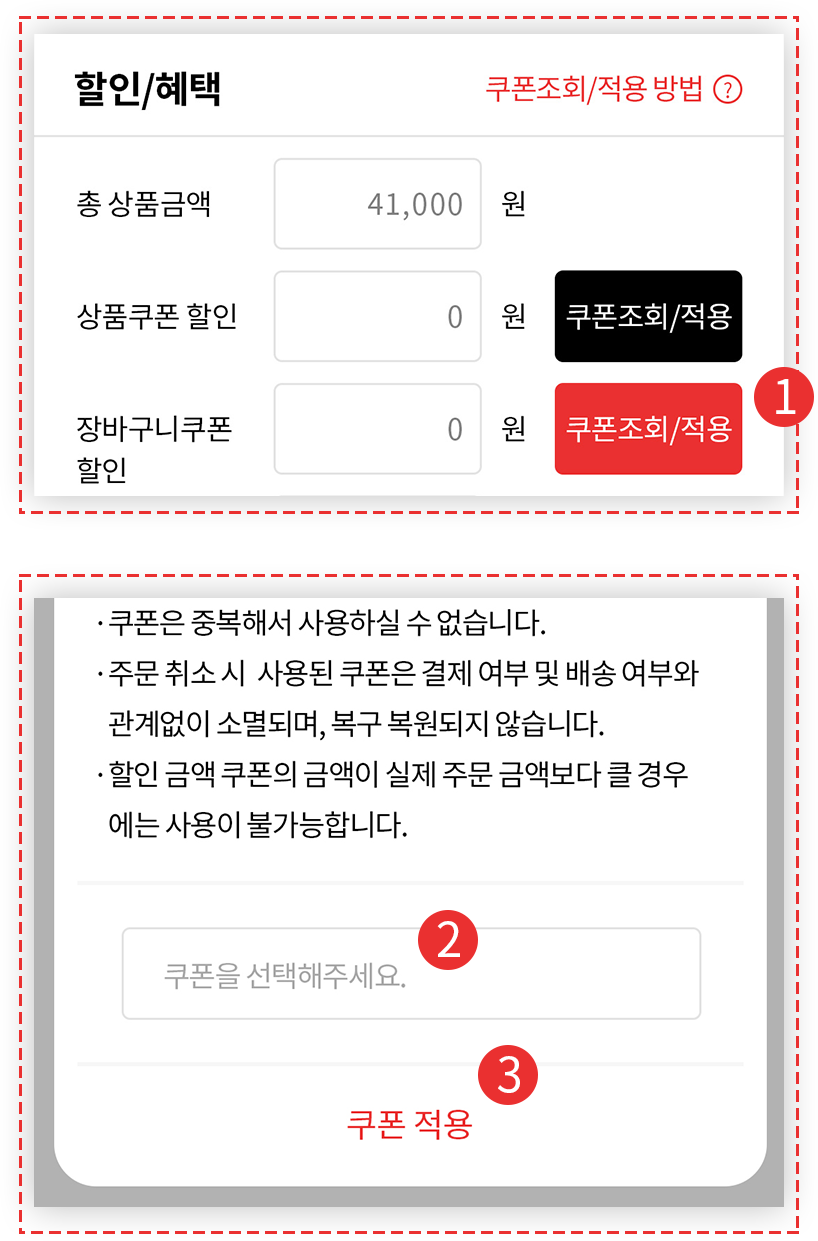 할인/혜택
쿠폰조회/적용 방법 ?
총 상품금액 41,000 원
상품쿠폰 할인 0 원 쿠폰조회/적용
1
장바구니쿠폰 0 원 쿠폰조회/적용
할인
· 쿠폰은 중복해서 사용하실 수 없습니다.
· 주문 취소 시 사용된 쿠폰은 결제 여부 및 배송 여부와
관계없이 소멸되며, 복구 복원되지 않습니다.
· 할인 금액 쿠폰의 금액이 실제 주문 금액보다 클 경우
에는 사용이 불가능합니다.
2
쿠폰을 선택해주세요.
3
쿠폰 적용